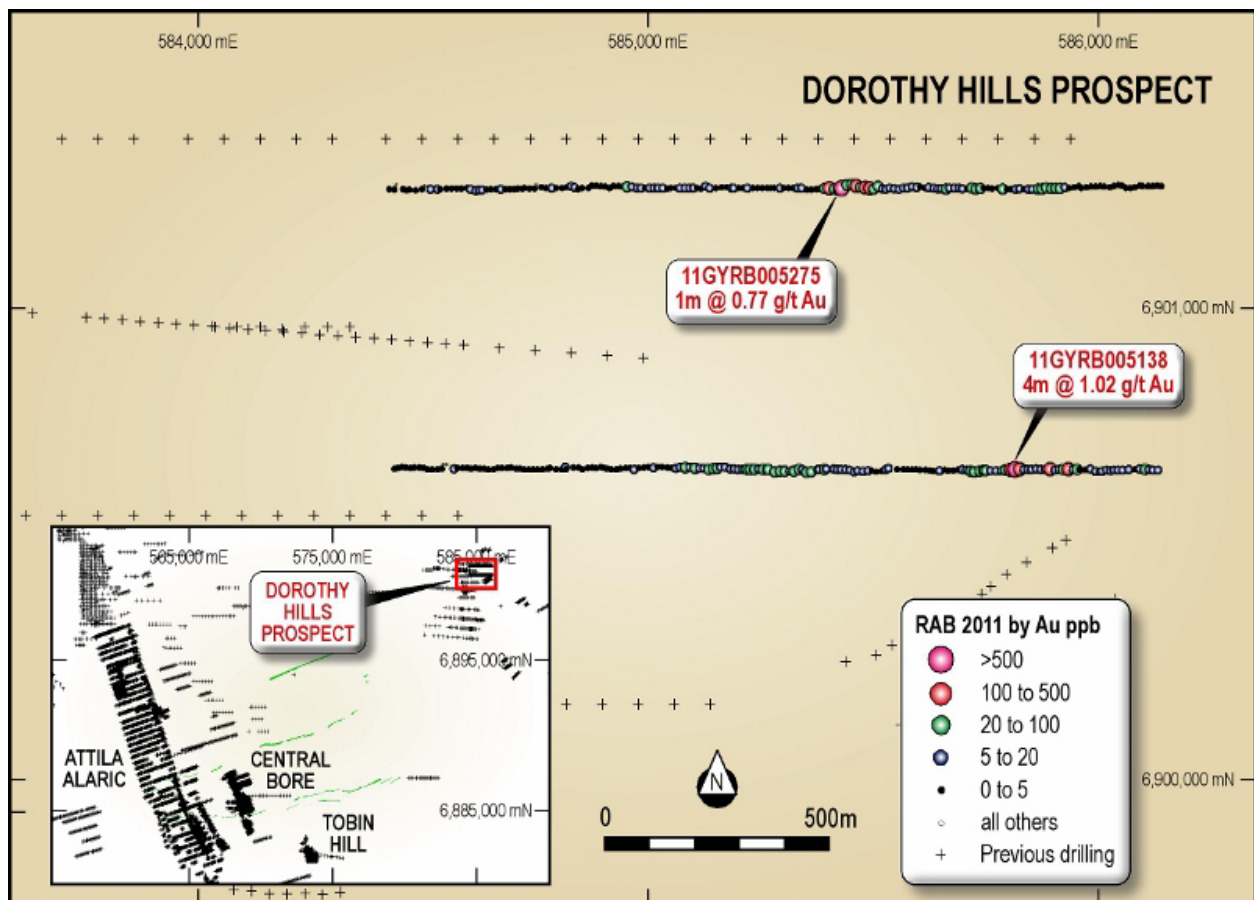 584,000 mE
585,000 mE
586,000 mE
DOROTHY HILLS PROSPECT
11GYRB005275
1m @ 0.77 g/t Au
6,901,000 mN
11GYRB005138
4m @ 1.02 g/t Au
565,000 mE
575,000 mE
585,000 mE
DOROTHY
HILLS
PROSPECT
6,895,000 mN
ATTILA
ALARIC
CENTRAL
BORE
6,885,000 mN
TOBIN
HILL
N
0
500m
RAB 2011 by Au ppb
>500
100 to 500
20 to 100
5 to 20
0 to 5
all others
Previous drilling
6,900,000 mN